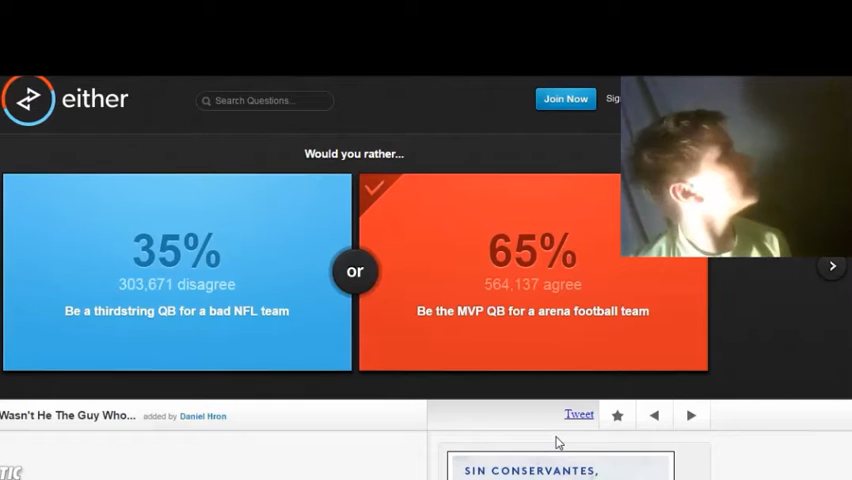 either
Search Questions...
Join Now
Sig
Would you rather...
35%
303,671 disagree
Be a thirdstring QB for a bad NFL team
or
65%
564,137 agree
Be the MVP QB for a arena football team
Wasn't He The Guy Who... added by Daniel Hron
Tweet
TIC
SIN CONSERVANTES,